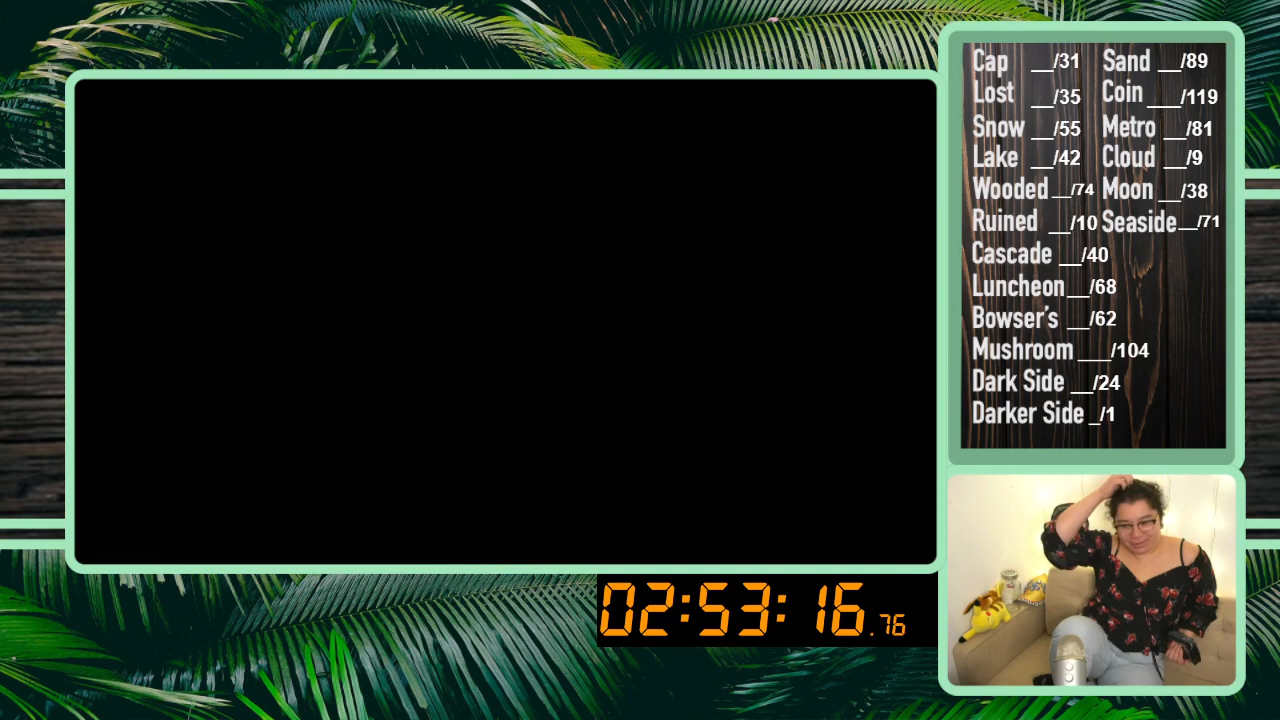 Cap __/31 Sand __/89
Lost __/35 Coin ___/119
Snow __/55 Metro __/81
Lake __/42 Cloud __/9
Wooded __/74 Moon __/38
Ruined __/10 Seaside __/71
Cascade __/40
Luncheon __/68
Bowser's __/62
Mushroom ___/104
Dark Side __/24
Darker Side _/1
02:53:16.76